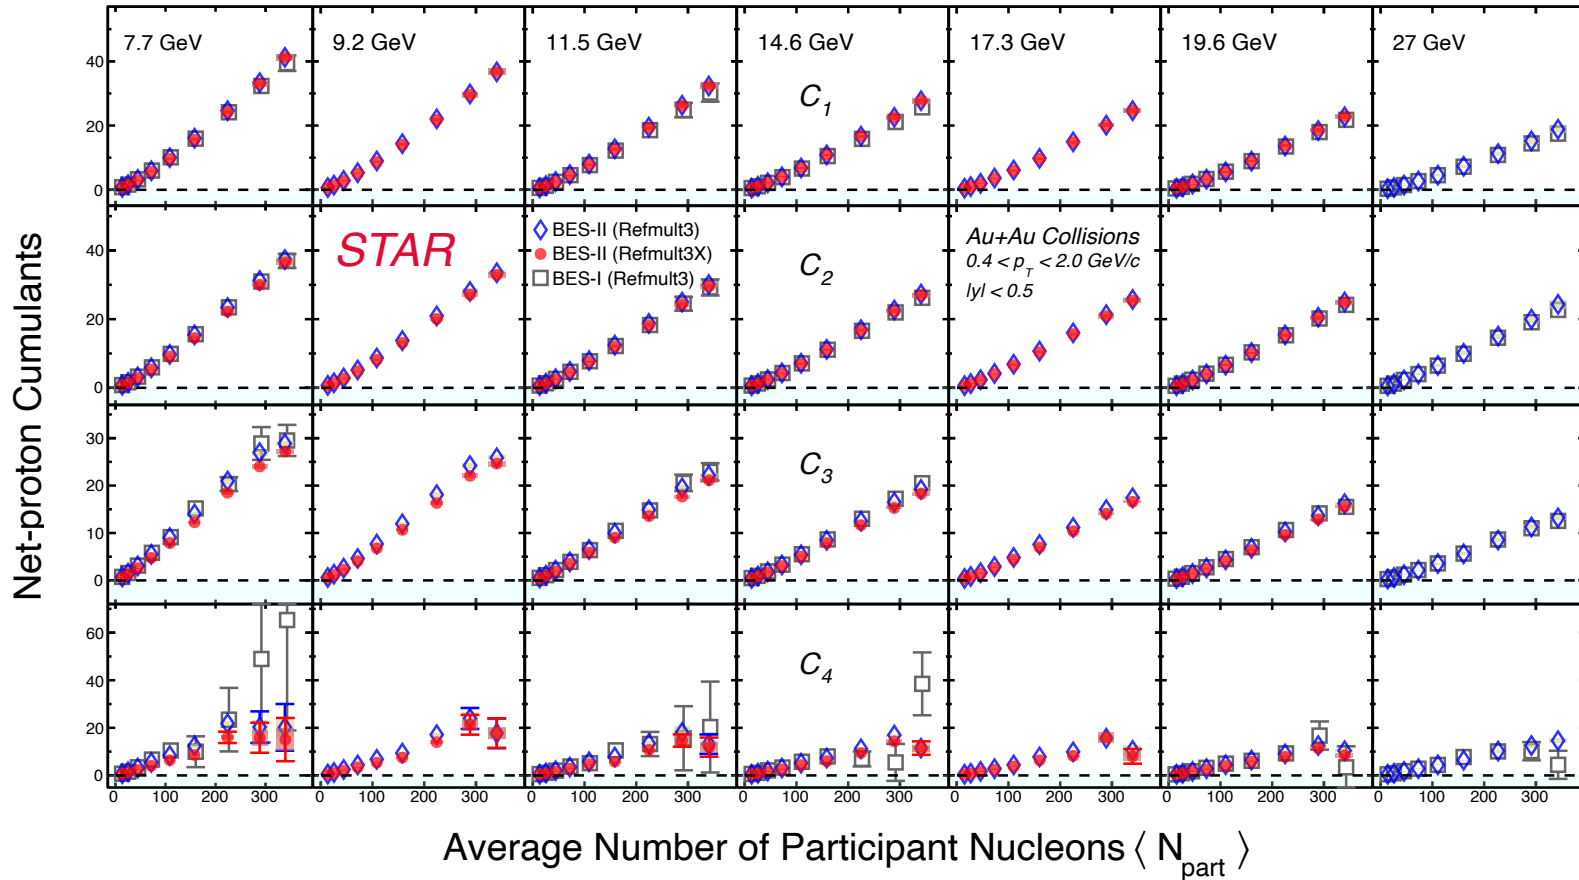 7.7 GeV
9.2 GeV
11.5 GeV
14.6 GeV
17.3 GeV
19.6 GeV
27 GeV
C1
40
20
0
STAR
BES-II (Refmult3)
BES-II (Refmult3X)
BES-I (Refmult3)
C2
Au+Au Collisions
0.4 < pT < 2.0 GeV/c
|y| < 0.5
40
20
0
C3
30
20
10
0
C4
60
40
20
0
0 100 200 300 0 100 200 300 0 100 200 300 0 100 200 300 0 100 200 300 0 100 200 300 0 100 200 300
Net-proton Cumulants
Average Number of Participant Nucleons ⟨ Npart ⟩